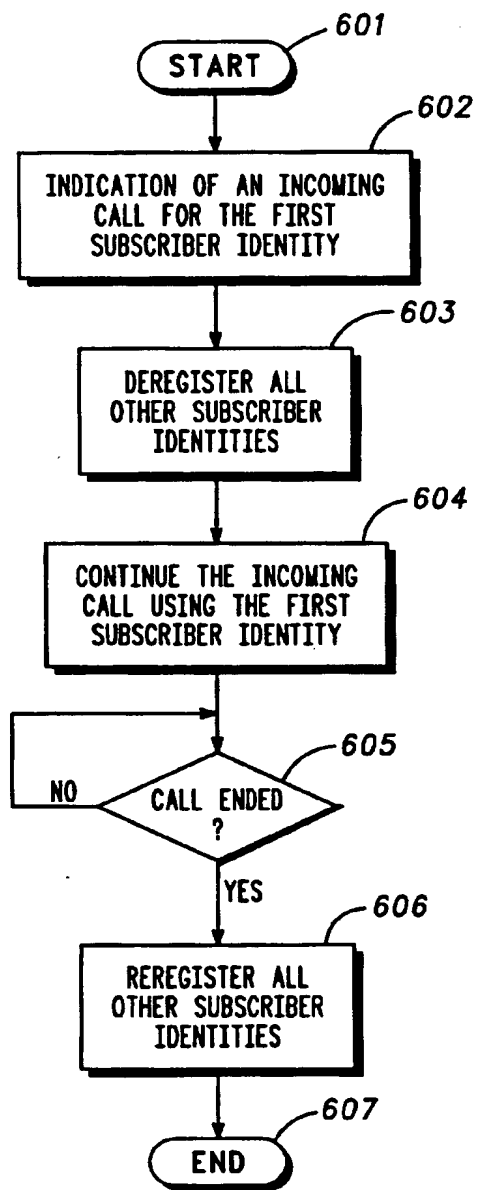 601
START
602
INDICATION OF AN INCOMING
CALL FOR THE FIRST
SUBSCRIBER IDENTITY
603
DEREGISTER ALL
OTHER SUBSCRIBER
IDENTITIES
604
CONTINUE THE INCOMING
CALL USING THE FIRST
SUBSCRIBER IDENTITY
605
CALL ENDED
?
NO
YES
606
REREGISTER ALL
OTHER SUBSCRIBER
IDENTITIES
607
END